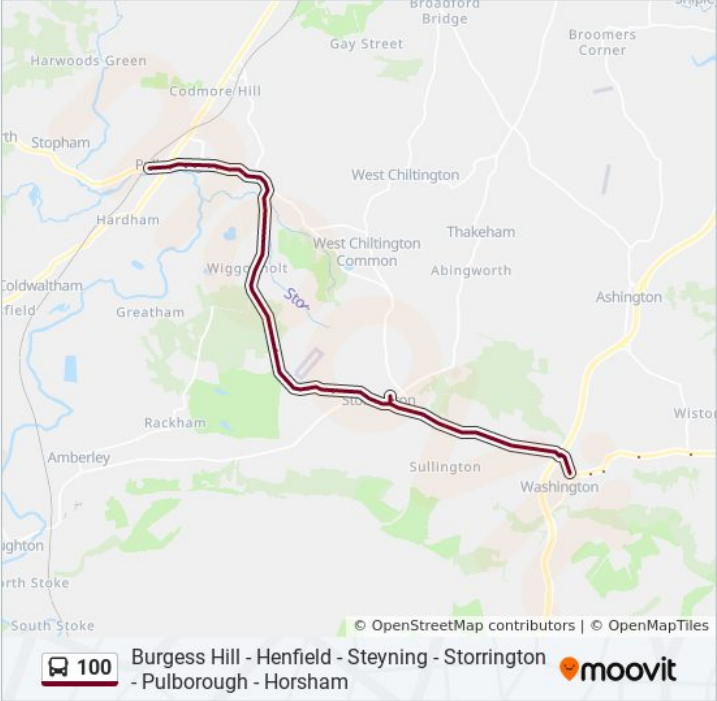 Broadford
Bridge
Gay Street
Broomers
Corner
Harwoods Green
Codmore Hill
Stopham
West Chiltington
Hardham
Thakeham
West Chiltington
Common
Abingworth
Coldwaltham
Greatham
Ashington
Rackham
Amberley
Sullington
Washington
South Stoke
© OpenStreetMap contributors | © OpenMapTiles
100
Burgess Hill - Henfield - Steyning - Storrington
- Pulborough - Horsham
moovit